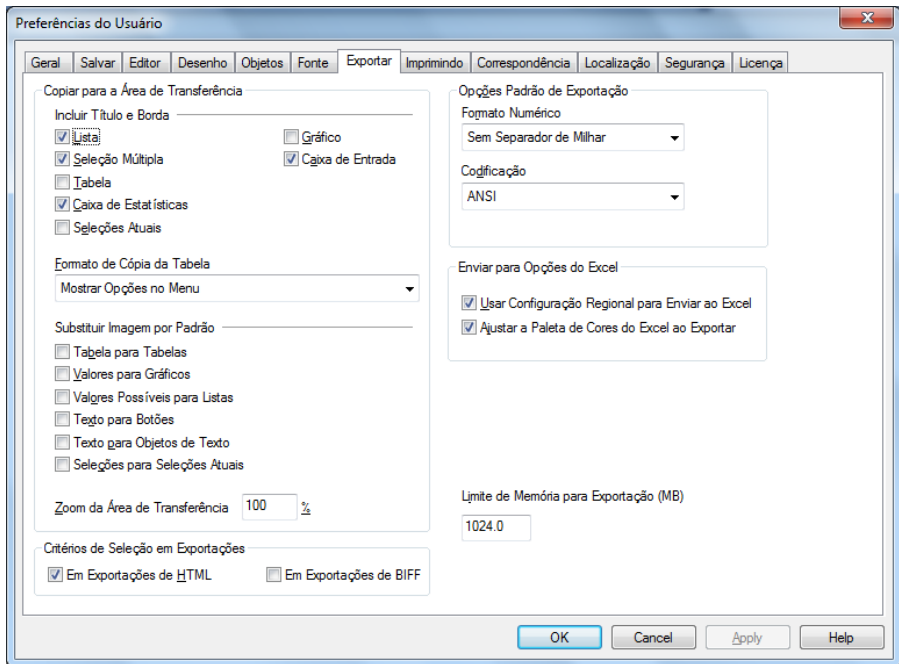 Preferências do Usuário
Geral Salvar Editor Desenho Objetos Fonte Exportar Imprimindo Correspondência Localização Segurança Licença
Copiar para a Área de Transferência
Incluir Título e Borda
Lista
Gráfico
Seleção Múltipla
Caixa de Entrada
Tabela
Caixa de Estatísticas
Seleções Atuais
Formato de Cópia da Tabela
Mostrar Opções no Menu
Substituir Imagem por Padrão
Tabela para Tabelas
Valores para Gráficos
Valores Possíveis para Listas
Texto para Botões
Texto para Objetos de Texto
Seleções para Seleções Atuais
Zoom da Área de Transferência 100 %
Critérios de Seleção em Exportações
Em Exportações de HTML
Em Exportações de BIFF
Opções Padrão de Exportação
Formato Numérico
Sem Separador de Milhar
Codificação
ANSI
Enviar para Opções do Excel
Usar Configuração Regional para Enviar ao Excel
Ajustar a Paleta de Cores do Excel ao Exportar
Limite de Memória para Exportação (MB)
1024.0
OK Cancel Apply Help